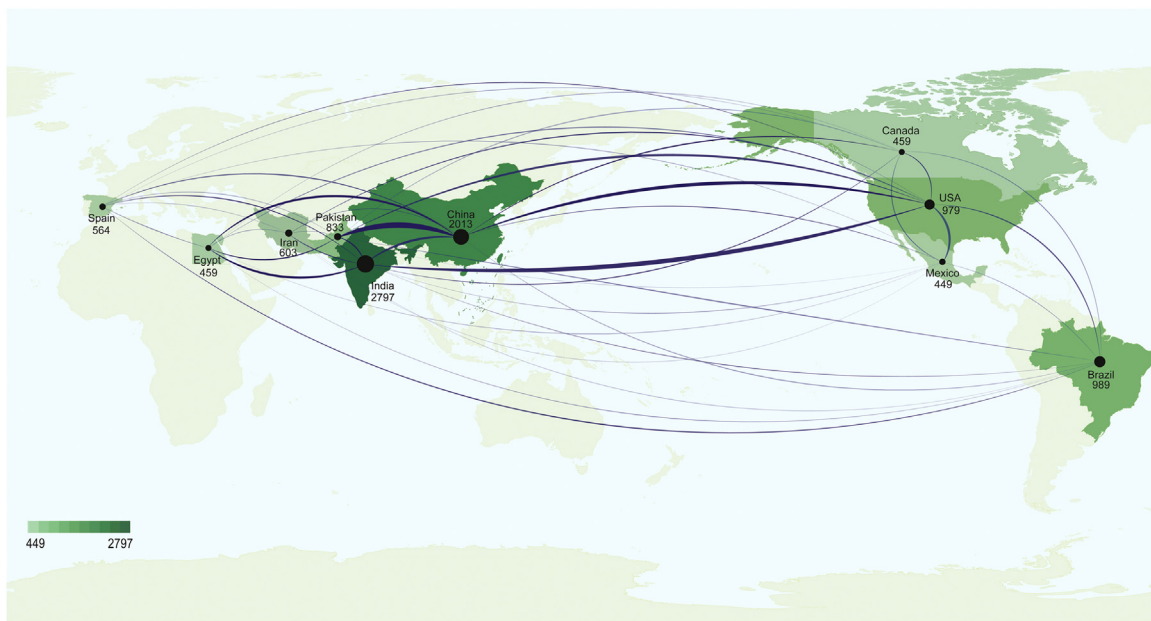 Canada
459
USA
979
Spain
564
Pakistan
833
China
2013
Iran
603
Egypt
459
India
2797
Mexico
449
Brazil
989
449 2797